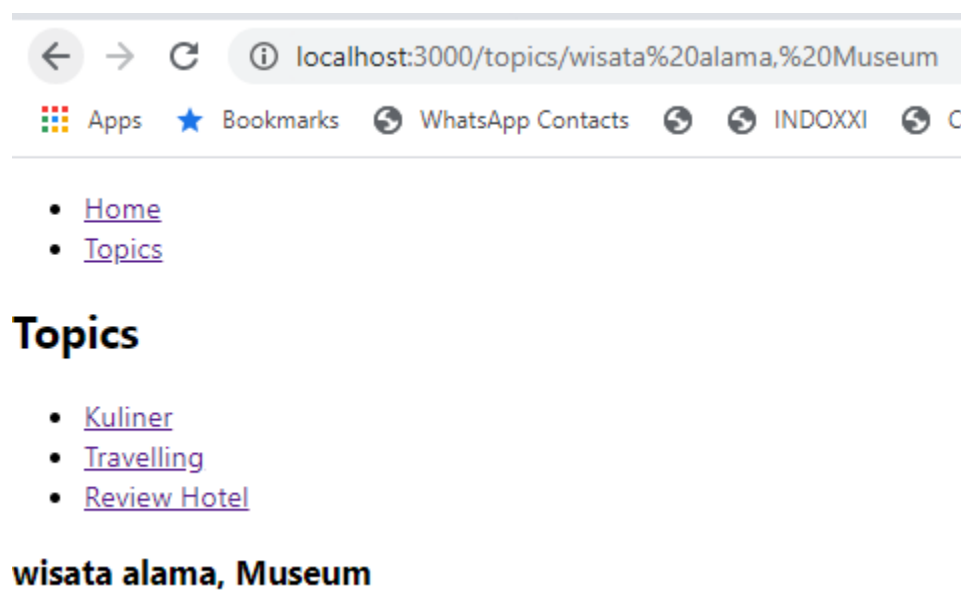 localhost:3000/topics/wisata%20alama,%20Museum
Apps Bookmarks WhatsApp Contacts INDOXXI
Home
Topics
Topics
Kuliner
Travelling
Review Hotel
wisata alama, Museum